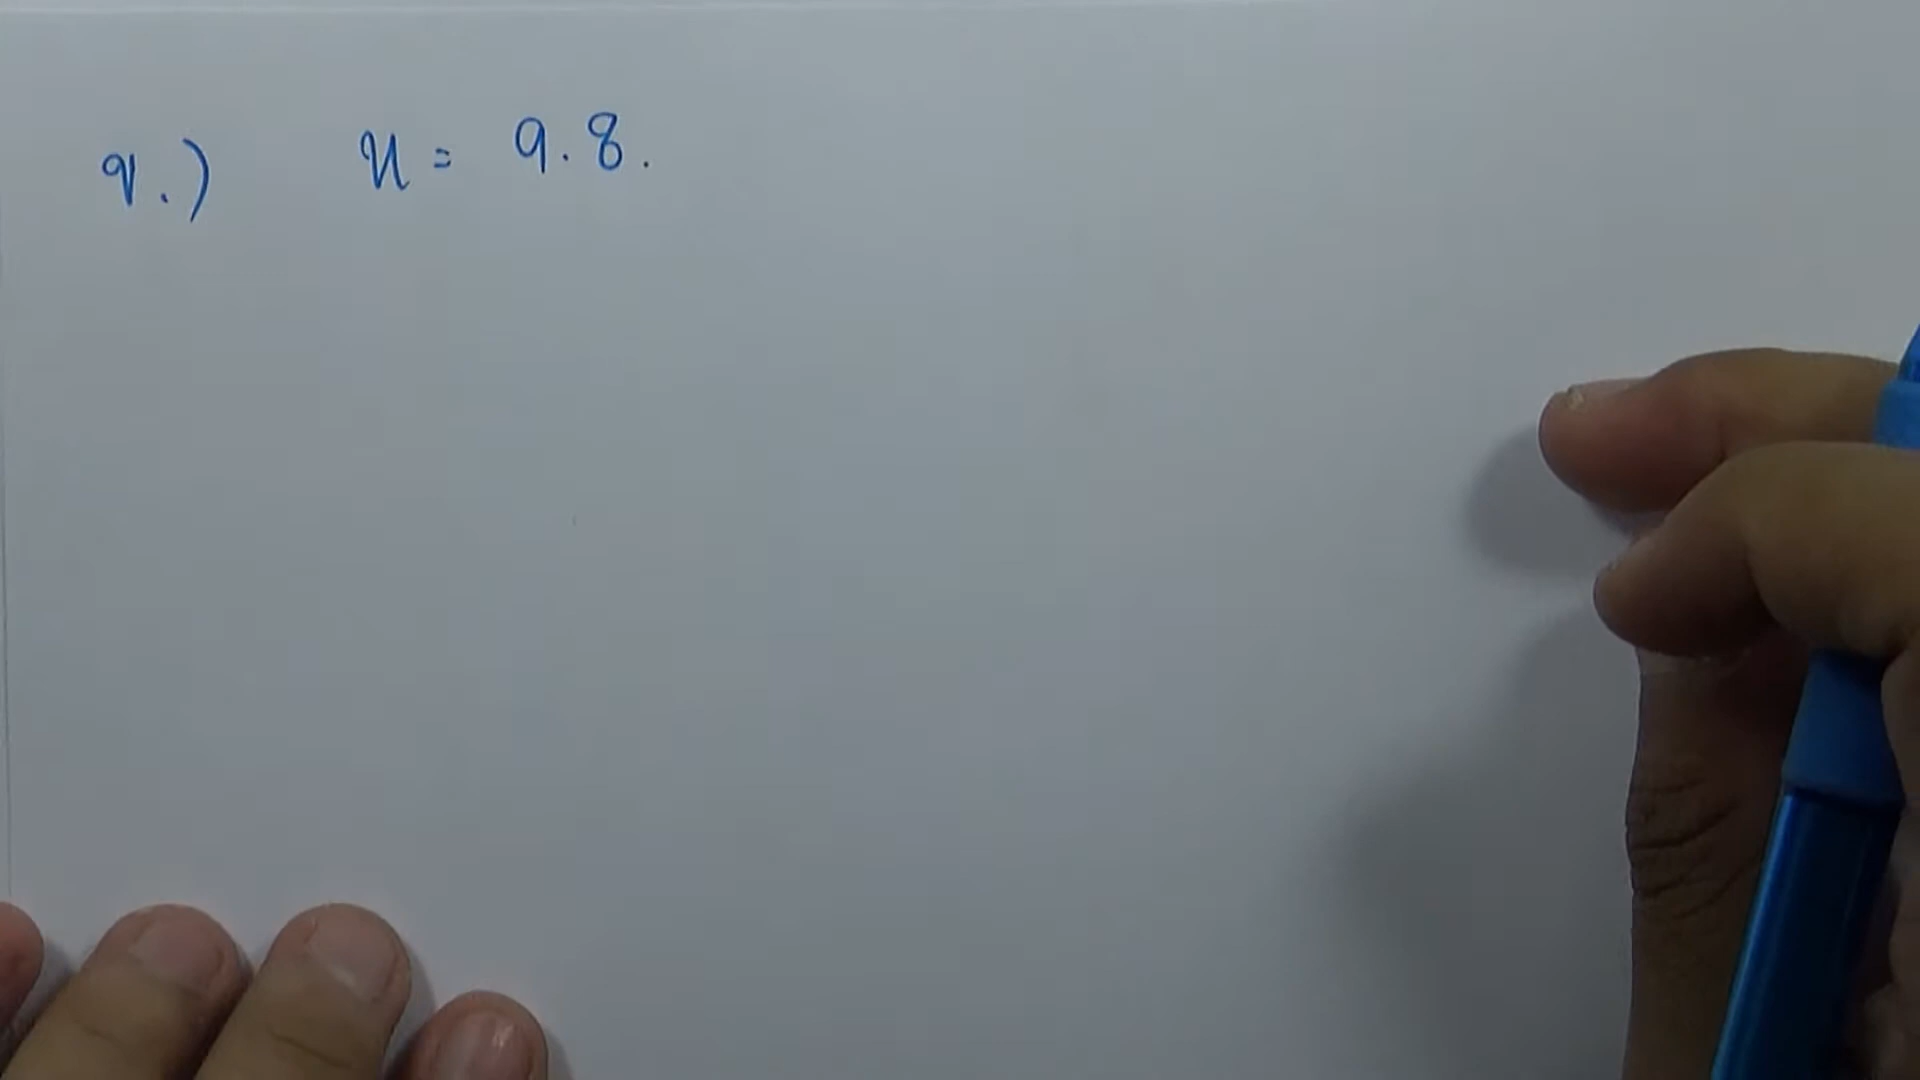 9.) u = 9.8.